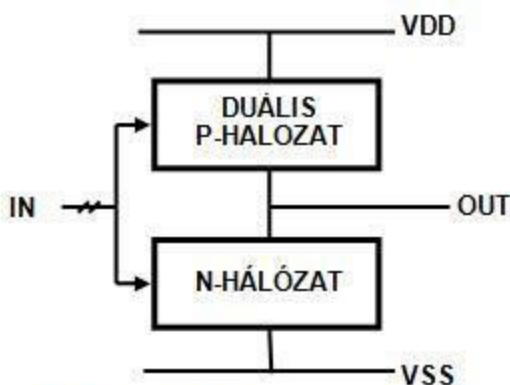 VDD
DUÁLIS
P-HALOZAT
IN
OUT
N-HÁLÓZAT
VSS